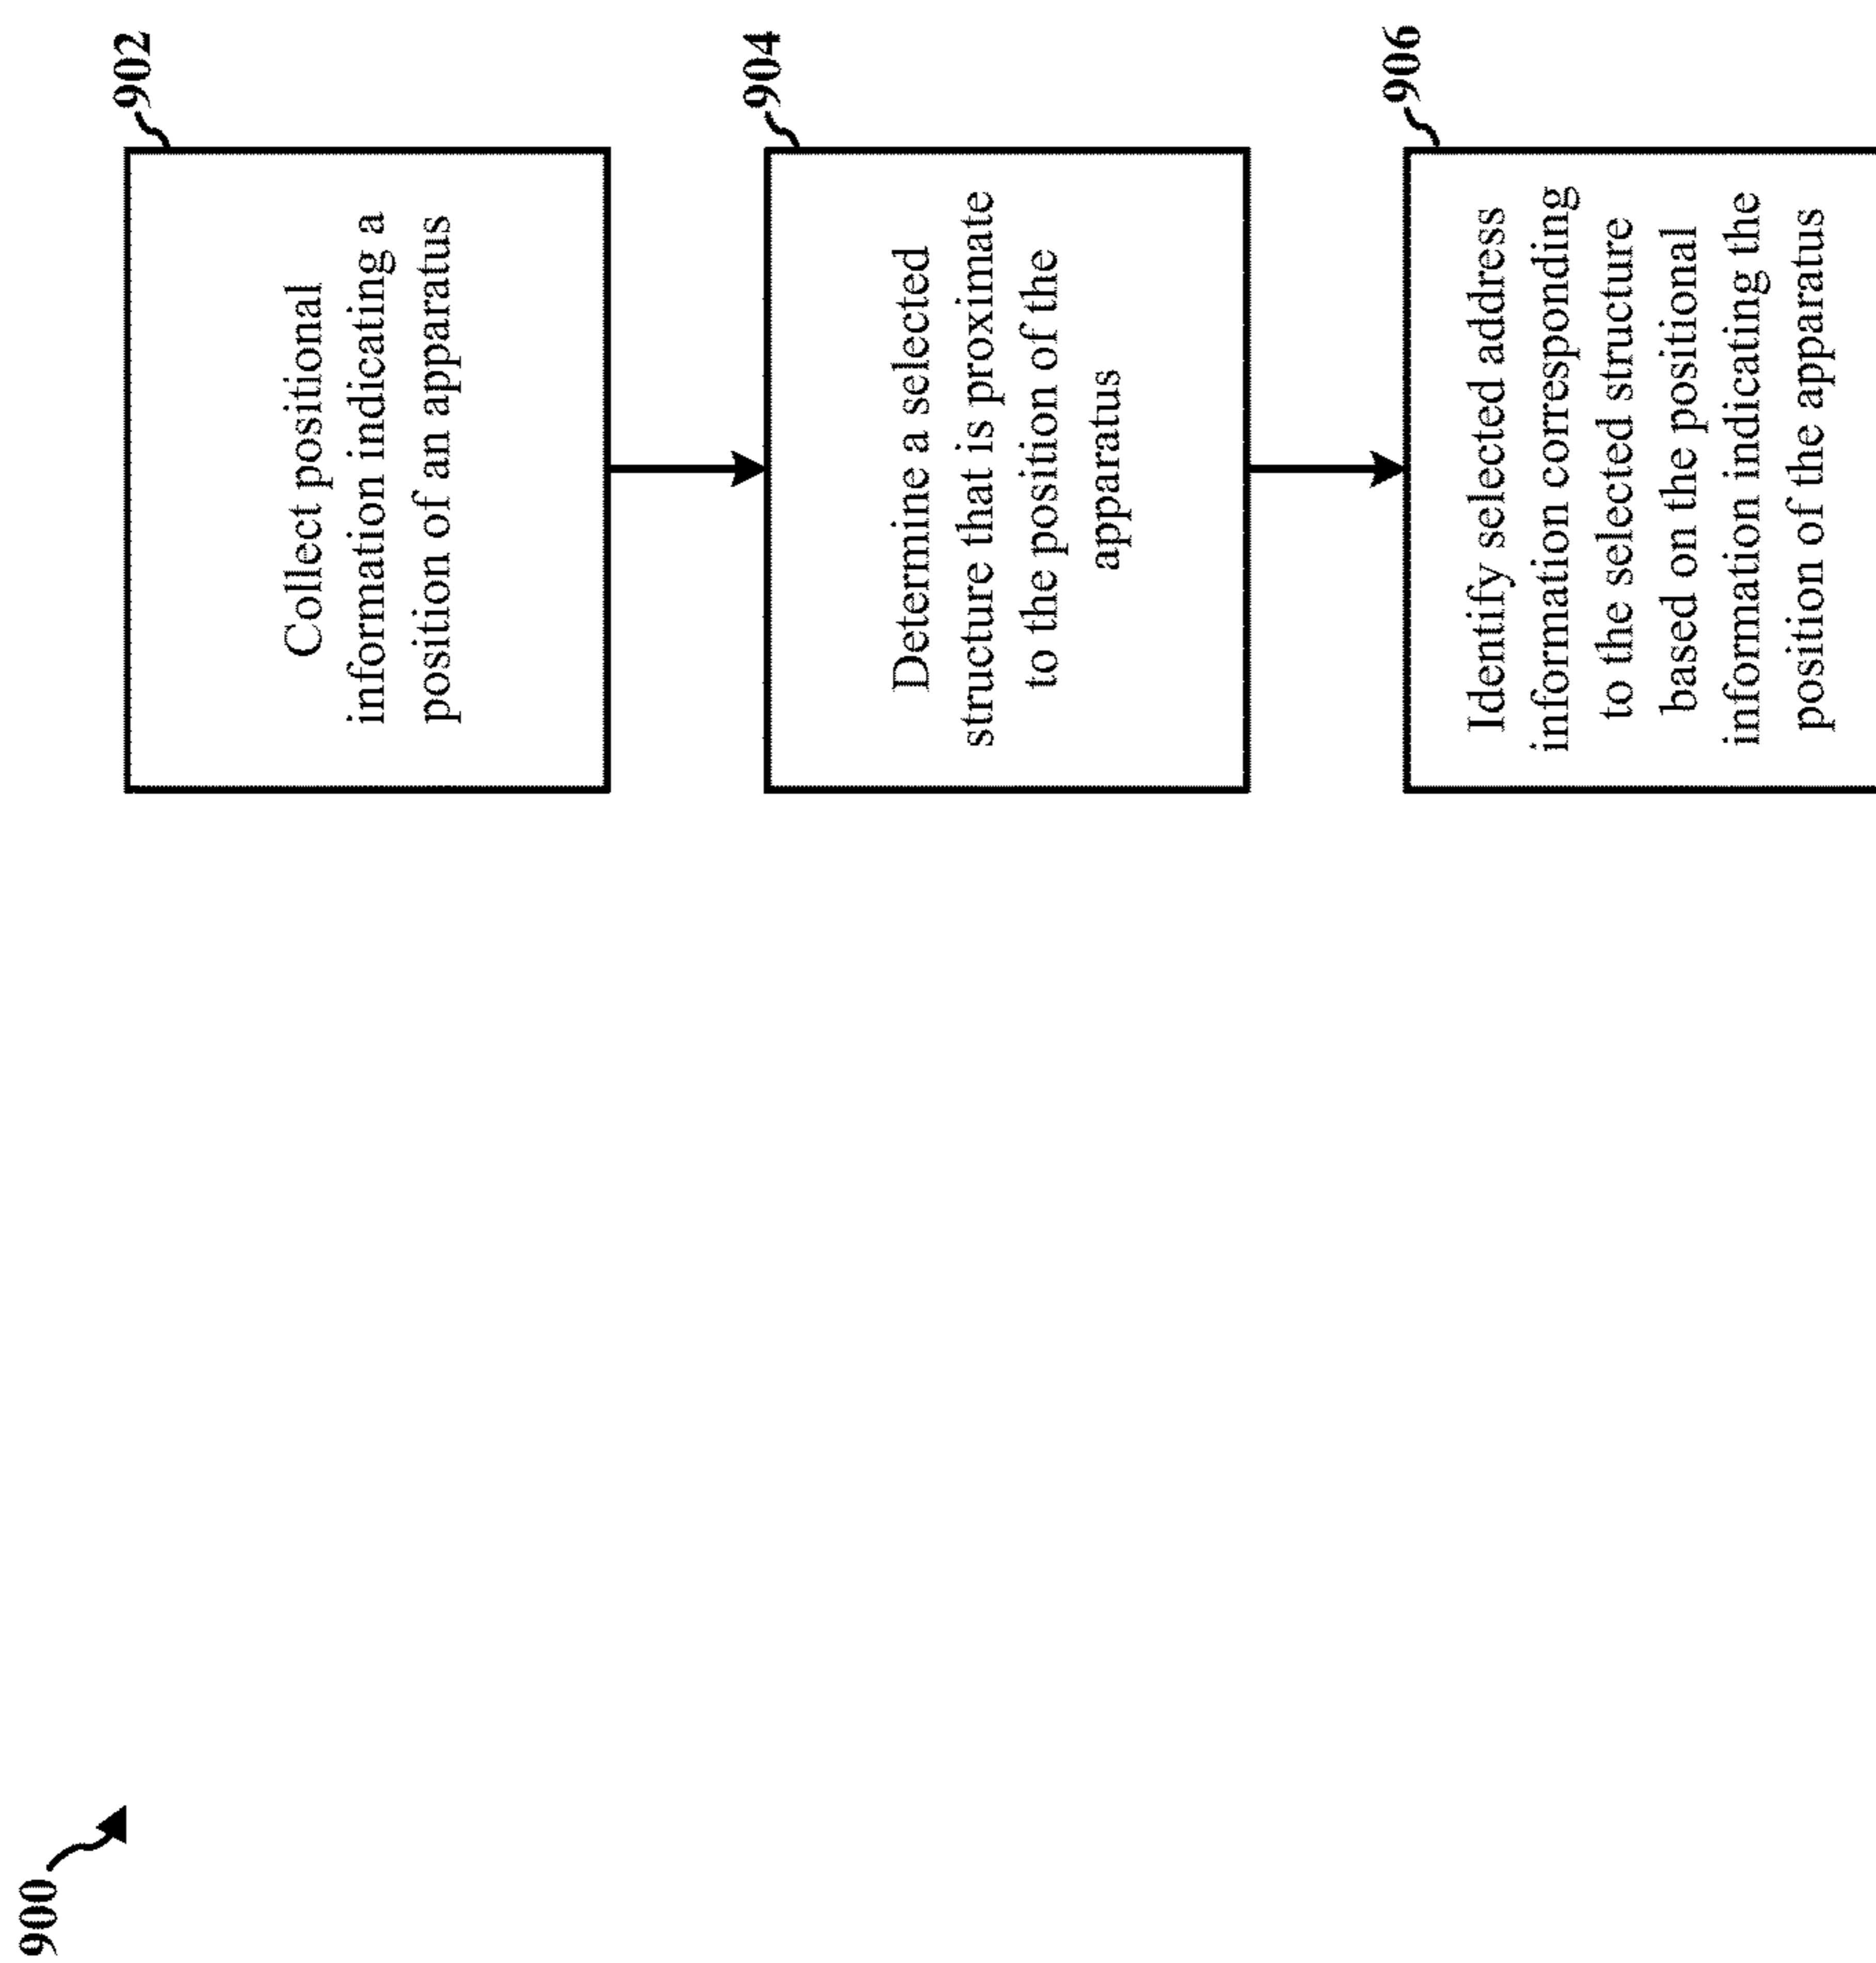 900
902
Collect positional
information indicating a
position of an apparatus
904
Determine a selected
structure that is proximate
to the position of the
apparatus
906
Identify selected address
information corresponding
to the selected structure
based on the positional
information indicating the
position of the apparatus